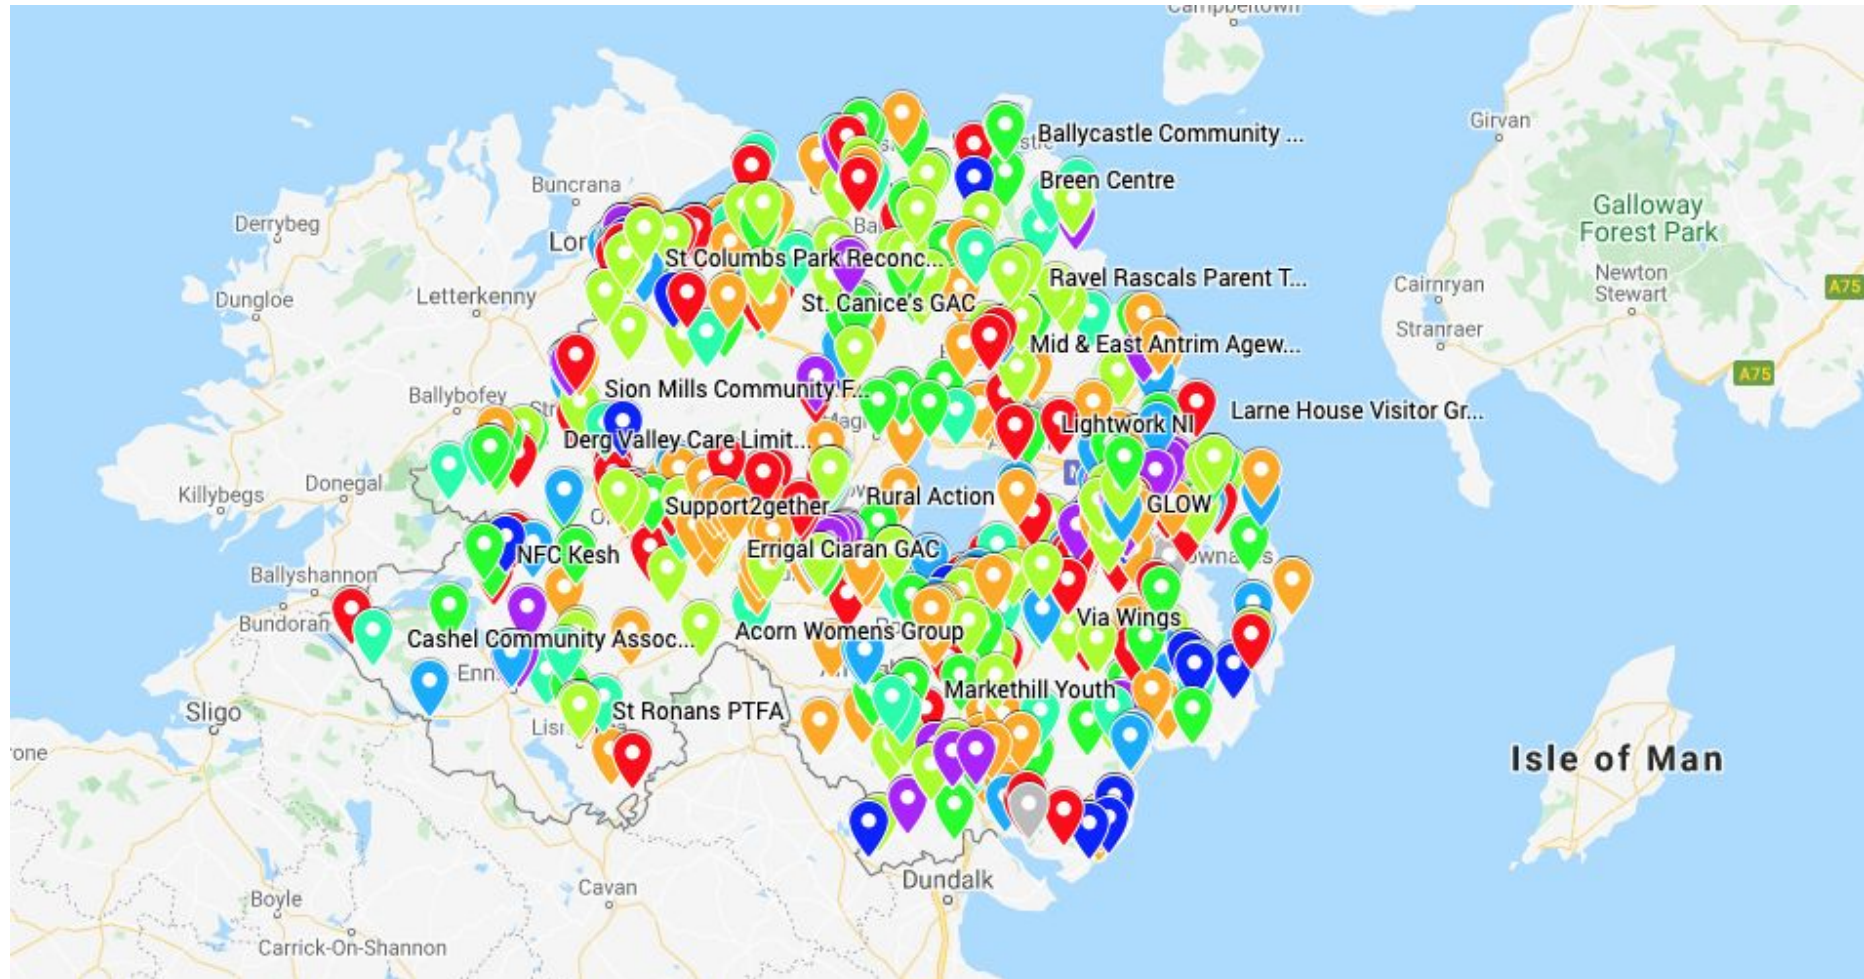 Campbeltown
Girvan
Ballycastle Community ...
Buncrana
Breen Centre
Derrybeg
Galloway
Forest Park
St Columbs Park Reconc...
Newton
Stewart
Ravel Rascals Parent T...
Cairnryan
A75
Dungloe
Letterkenny
St. Canice's GAC
Stranraer
Mid & East Antrim Agew...
A75
Ballybofey
Sion Mills Community F...
Larne House Visitor Gr...
Lightwork NI
Derg Valley Care Limit...
Donegal
Killybegs
Rural Action
Support2gether
GLOW
Errigal Ciaran GAC
NFC Kesh
Ballyshannon
Bundoran
Via Wings
Cashel Community Assoc...
Acorn Womens Group
Markethill Youth
Sligo
St Ronans PTFA
Isle of Man
Dundalk
Cavan
Boyle
Carrick-On-Shannon